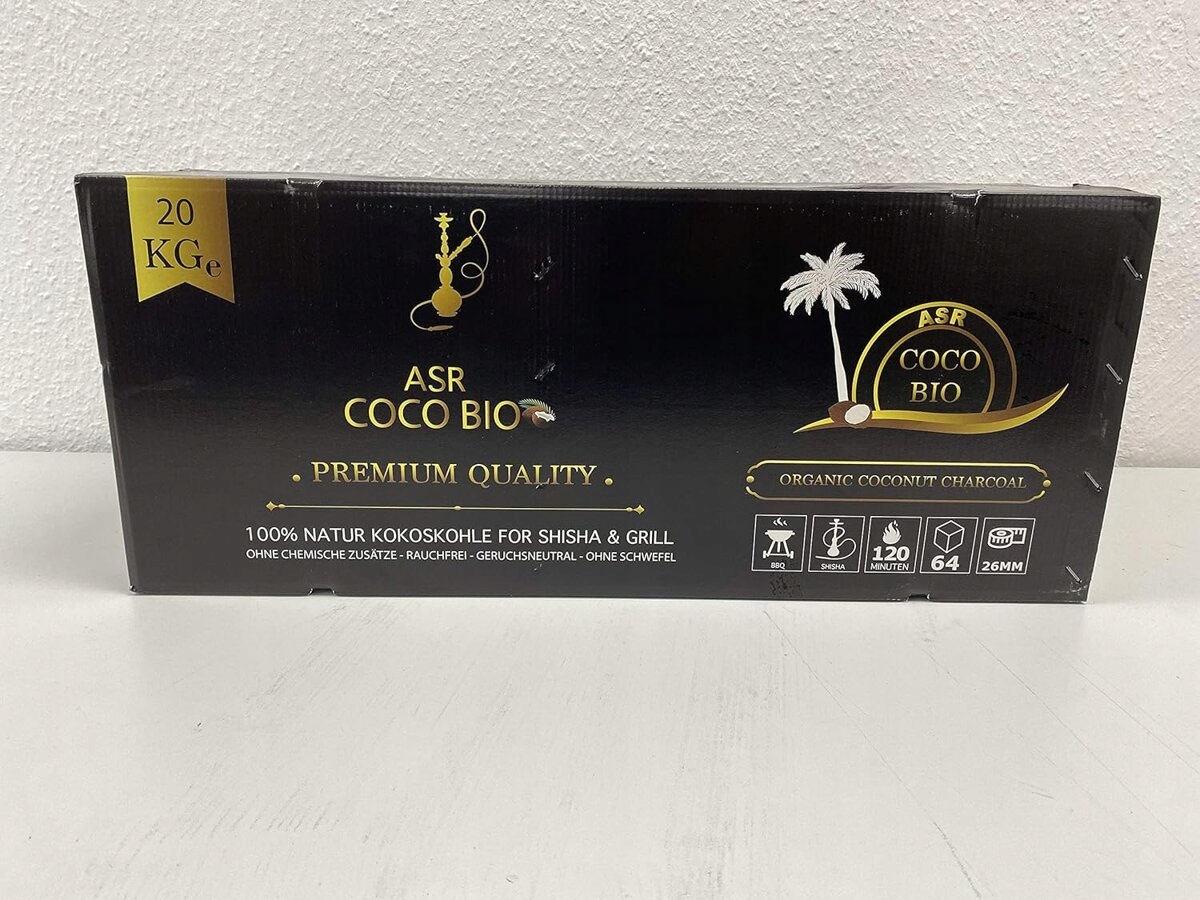 20
KGe
ASR
COCO BIO
PREMIUM QUALITY
100% NATUR KOKOSKOHLE FOR SHISHA & GRILL
OHNE CHEMISCHE ZUSÄTZE - RAUCHFREI - GERUCHSNEUTRAL - OHNE SCHWEFEL
ASR
COCO
BIO
ORGANIC COCONUT CHARCOAL
BBQ
SHISHA
120
MINUTEN
64
26MM